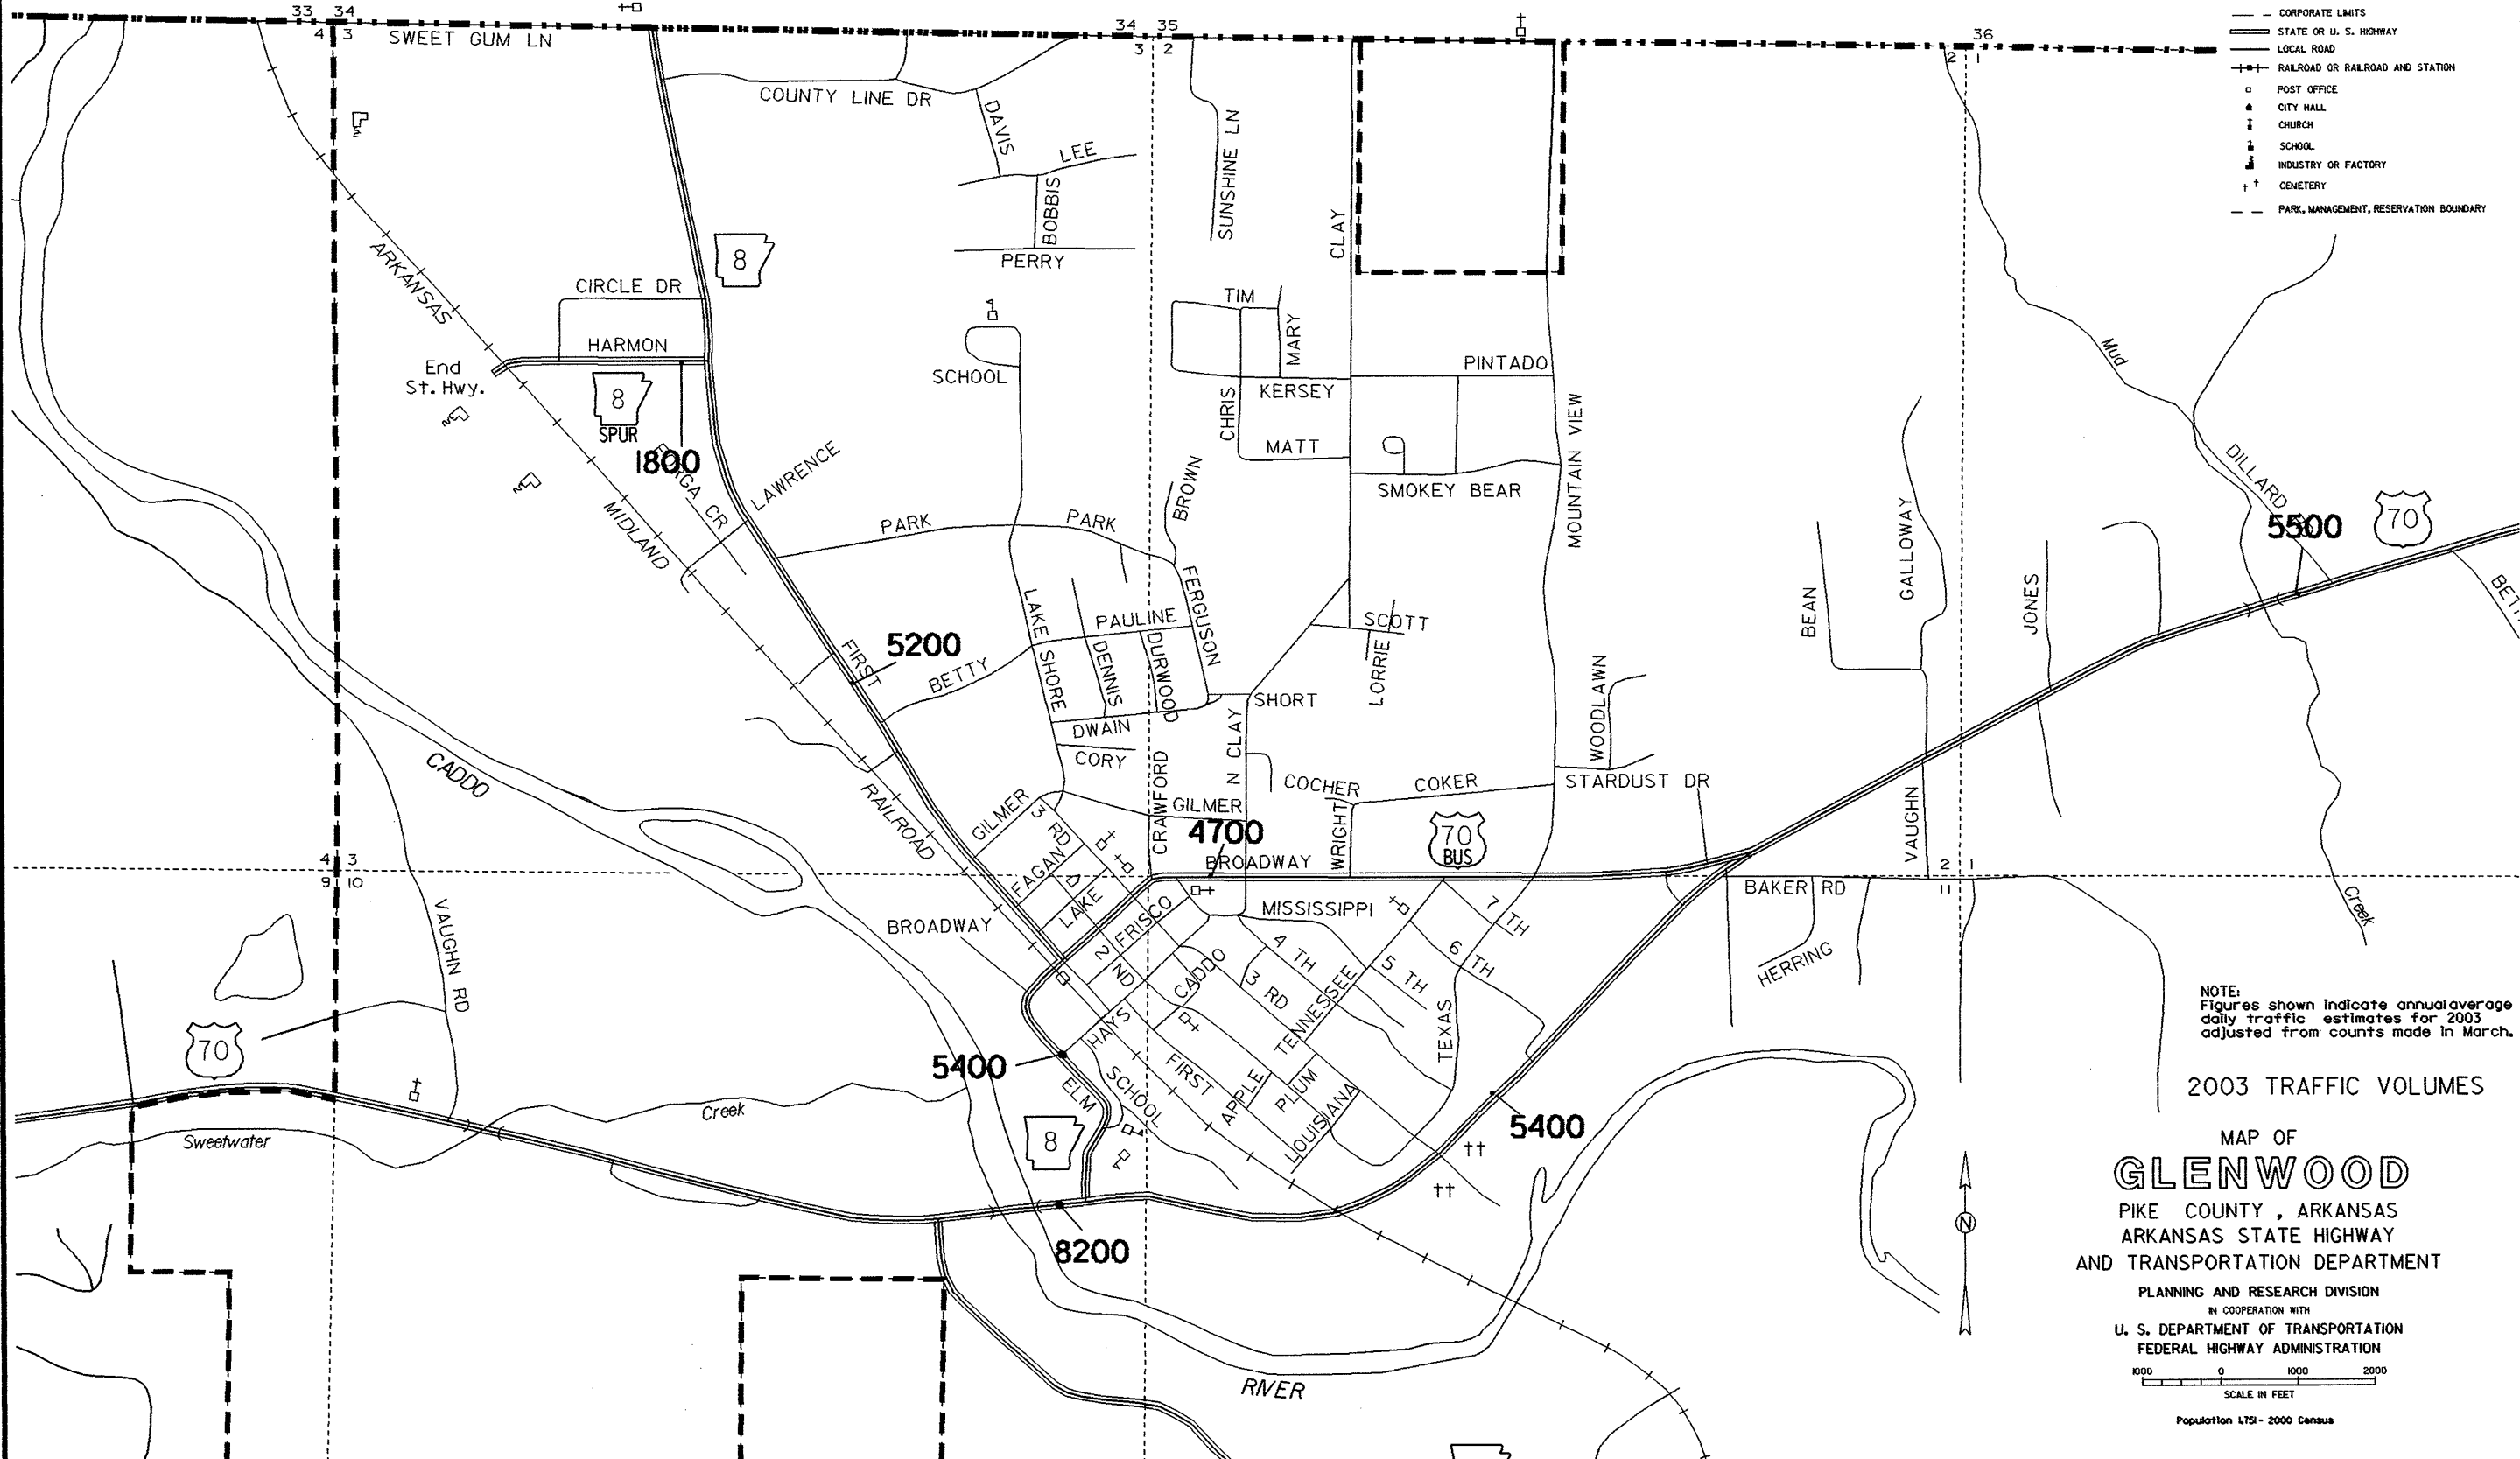 33 34
4 3
SWEET GUM LN
34 35
3 2
36
2 1
CORPORATE LIMITS
STATE OR U. S. HIGHWAY
LOCAL ROAD
RAILROAD OR RAILROAD AND STATION
POST OFFICE
CITY HALL
CHURCH
SCHOOL
INDUSTRY OR FACTORY
CEMETERY
PARK, MANAGEMENT, RESERVATION BOUNDARY
COUNTY LINE DR
DAVIS
LEE
BOBBIS
PERRY
SUNSHINE LN
CLAY
8
ARKANSAS
CIRCLE DR
HARMON
End
St. Hwy.
8
SPUR
1800
CR
LAWRENCE
MIDLAND
SCHOOL
TIM
MARY
KERSEY
CHRIS
MATT
PINTADO
SMOKEY BEAR
MOUNTAIN VIEW
Mud
DILLARD
5500
70
PARK
PARK
BROWN
FERGUSON
LAKE SHORE
PAULINE
DENNIS
DURWOOD
SCOTT
LORRIE
BEAN
GALLOWAY
JONES
FIRST
5200
BETTY
DWAIN
CORY
SHORT
N CLAY
CRAWFORD
WOODLAWN
CADDO
RAILROAD
GILMER
3 RD
GILMER
4700
COCHER
COKER
WRIGHT
STARDUST DR
70
BUS
BROADWAY
VAUGHN
FAGAN
D
LAKE
4 3
9 10
2 1
11
BAKER RD
HERRING
Creek
VAUGHN RD
BROADWAY
FRISCO
2 ND
MISSISSIPPI
4 TH
5 TH
6 TH
7 TH
CADDO
3 RD
TENNESSEE
TEXAS
70
5400
HAYS
FIRST
ELM
SCHOOL
APPLE
PLUM
LOUISIANA
5400
Creek
Sweetwater
8
8200
RIVER
NOTE:
Figures shown indicate annual average
daily traffic estimates for 2003
adjusted from counts made in March.
2003 TRAFFIC VOLUMES
MAP OF
GLENWOOD
PIKE COUNTY , ARKANSAS
ARKANSAS STATE HIGHWAY
AND TRANSPORTATION DEPARTMENT
PLANNING AND RESEARCH DIVISION
IN COOPERATION WITH
U. S. DEPARTMENT OF TRANSPORTATION
FEDERAL HIGHWAY ADMINISTRATION
N
1000 0 1000 2000
SCALE IN FEET
Population 1,751 - 2000 Census